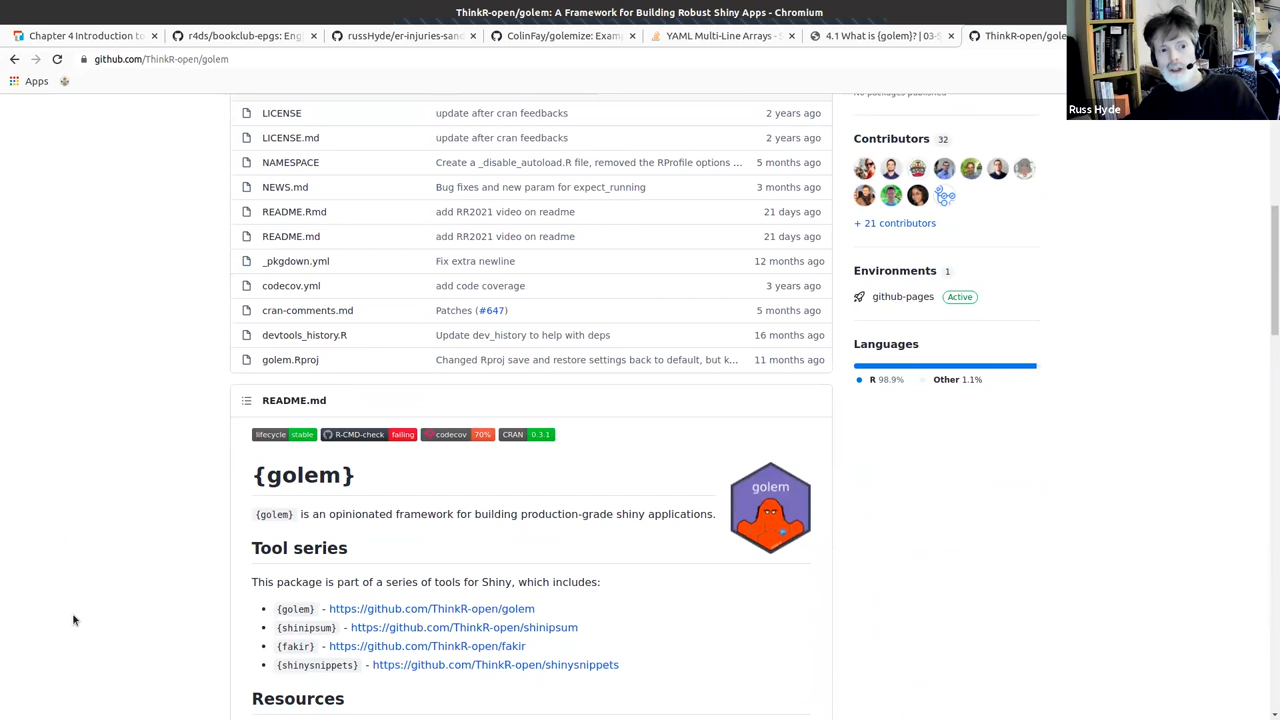 ThinkR-open/golem: A Framework for Building Robust Shiny Apps - Chromium
Chapter 4 Introduction to
r4ds/bookclub-epgs: Eng
russHyde/er-injuries-sand
ColinFay/golemize: Exam
YAML Multi-Line Arrays - S
4.1 What is {golem}? | 03-5
ThinkR-open/gole
github.com/ThinkR-open/golem
Apps
Russ Hyde
LICENSE update after cran feedbacks 2 years ago
LICENSE.md update after cran feedbacks 2 years ago
NAMESPACE Create a _disable_autoload.R file, removed the RProfile options ... 5 months ago
NEWS.md Bug fixes and new param for expect_running 3 months ago
README.Rmd add RR2021 video on readme 21 days ago
README.md add RR2021 video on readme 21 days ago
_pkgdown.yml Fix extra newline 12 months ago
codecov.yml add code coverage 3 years ago
cran-comments.md Patches (#647) 5 months ago
devtools_history.R Update dev_history to help with deps 16 months ago
golem.Rproj Changed Rproj save and restore settings back to default, but k... 11 months ago
README.md
lifecycle stable R-CMD-check failing codecov 70% CRAN 0.3.1
{golem}
golem
{golem} is an opinionated framework for building production-grade shiny applications.
Tool series
This package is part of a series of tools for Shiny, which includes:
{golem} - https://github.com/ThinkR-open/golem
{shinipsum} - https://github.com/ThinkR-open/shinipsum
{fakir} - https://github.com/ThinkR-open/fakir
{shinysnippets} - https://github.com/ThinkR-open/shinysnippets
Resources
No packages published
Contributors 32
+ 21 contributors
Environments 1
github-pages Active
Languages
R 98.9% Other 1.1%